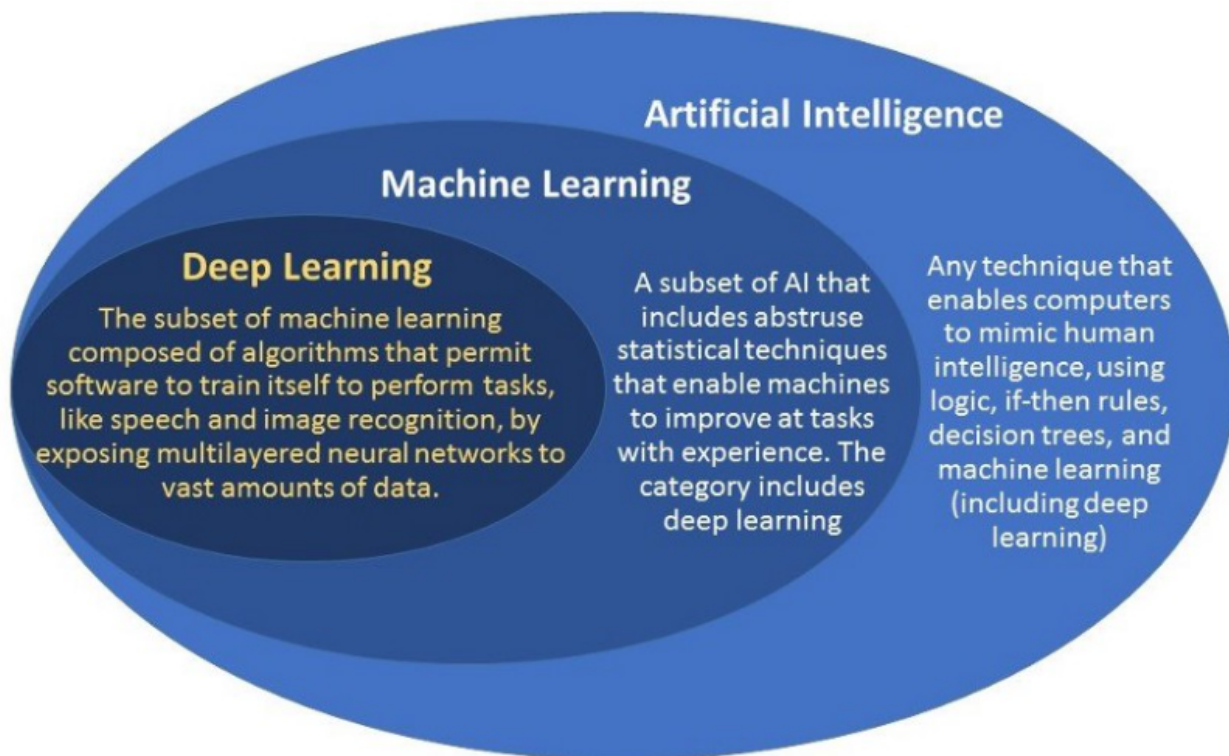 Artificial Intelligence
Machine Learning
Deep Learning
The subset of machine learning
composed of algorithms that permit
software to train itself to perform tasks,
like speech and image recognition, by
exposing multilayered neural networks to
vast amounts of data.
A subset of AI that
includes abstruse
statistical techniques
that enable machines
to improve at tasks
with experience. The
category includes
deep learning
Any technique that
enables computers
to mimic human
intelligence, using
logic, if-then rules,
decision trees, and
machine learning
(including deep
learning)